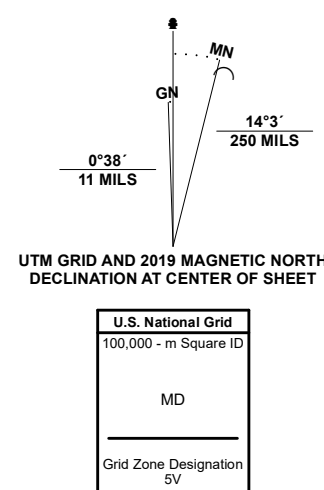 MN
GN
14°3´
250 MILS
0°38´
11 MILS
UTM GRID AND 2019 MAGNETIC NORTH
DECLINATION AT CENTER OF SHEET
U.S. National Grid
100,000 - m Square ID
MD
Grid Zone Designation
5V